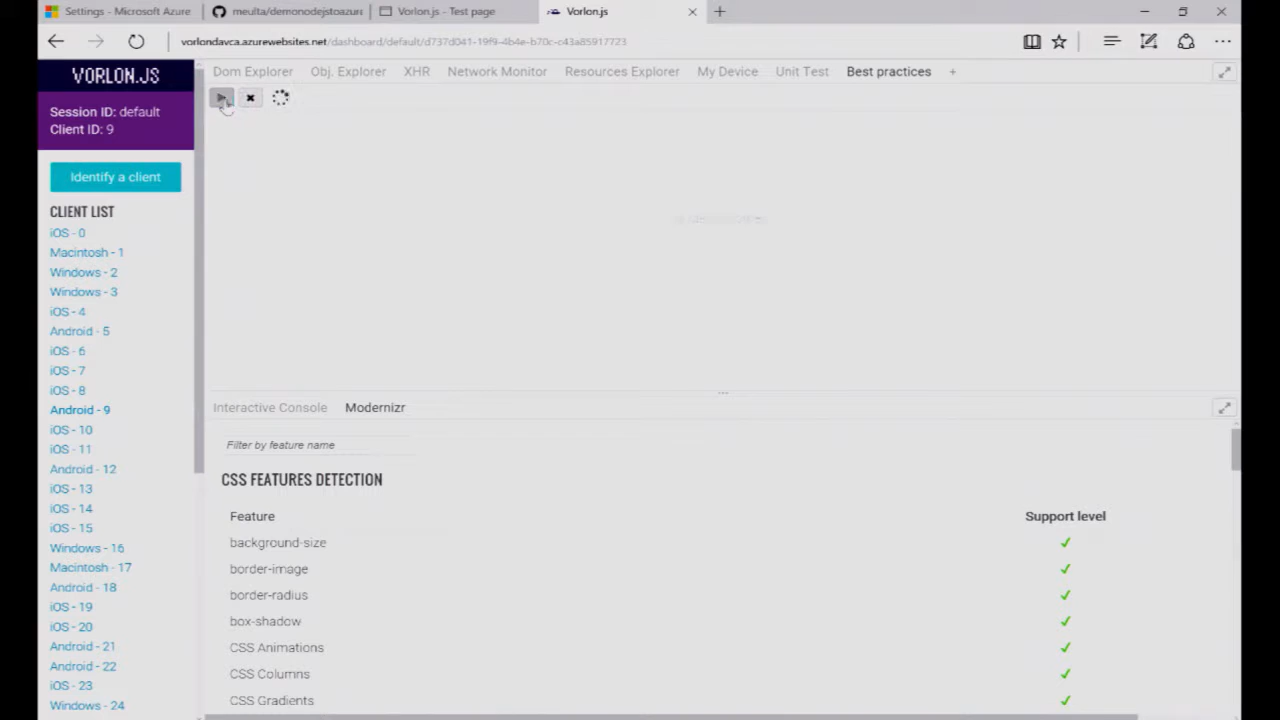 Settings - Microsoft Azure
meulta/demonodejstoazure
Vorlon.js - Test page
Vorlon.js
vorlondavca.azurewebsites.net/dashboard/default/d737d041-19f9-4b4e-b70c-c43a85917723
VORLON.JS
Session ID: default
Client ID: 9
Identify a client
CLIENT LIST
iOS - 0
Macintosh - 1
Windows - 2
Windows - 3
iOS - 4
Android - 5
iOS - 6
iOS - 7
iOS - 8
Android - 9
iOS - 10
iOS - 11
Android - 12
iOS - 13
iOS - 14
iOS - 15
Windows - 16
Macintosh - 17
Android - 18
iOS - 19
iOS - 20
Android - 21
Android - 22
iOS - 23
Windows - 24
Dom Explorer Obj. Explorer XHR Network Monitor Resources Explorer My Device Unit Test Best practices +
Interactive Console Modernizr
Filter by feature name
CSS FEATURES DETECTION
Feature Support level
background-size
border-image
border-radius
box-shadow
CSS Animations
CSS Columns
CSS Gradients